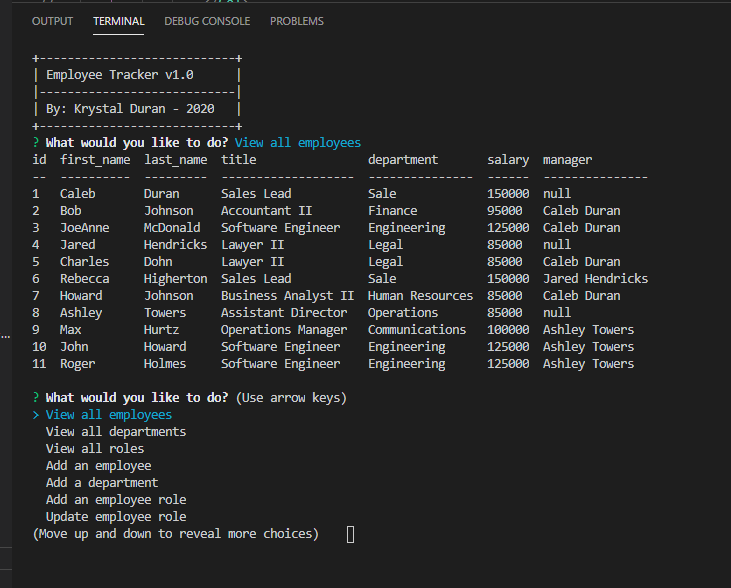 OUTPUT TERMINAL DEBUG CONSOLE PROBLEMS
+----------------------------+
| Employee Tracker v1.0      |
|----------------------------|
| By: Krystal Duran - 2020   |
+----------------------------+
? What would you like to do? View all employees
id  first_name  last_name  title                department       salary  manager
--  ----------  ---------  -------------------  ---------------  ------  ---------------
1   Caleb       Duran      Sales Lead           Sale             150000  null
2   Bob         Johnson    Accountant II        Finance          95000   Caleb Duran
3   JoeAnne     McDonald   Software Engineer    Engineering      125000  Caleb Duran
4   Jared       Hendricks  Lawyer II            Legal            85000   null
5   Charles     Dohn       Lawyer II            Legal            85000   Caleb Duran
6   Rebecca     Higherton  Sales Lead           Sale             150000  Jared Hendricks
7   Howard      Johnson    Business Analyst II  Human Resources  85000   Caleb Duran
8   Ashley      Towers     Assistant Director   Operations       85000   null
9   Max         Hurtz      Operations Manager   Communications   100000  Ashley Towers
10  John        Howard     Software Engineer    Engineering      125000  Ashley Towers
11  Roger       Holmes     Software Engineer    Engineering      125000  Ashley Towers
? What would you like to do? (Use arrow keys)
> View all employees
  View all departments
  View all roles
  Add an employee
  Add a department
  Add an employee role
  Update employee role
(Move up and down to reveal more choices)